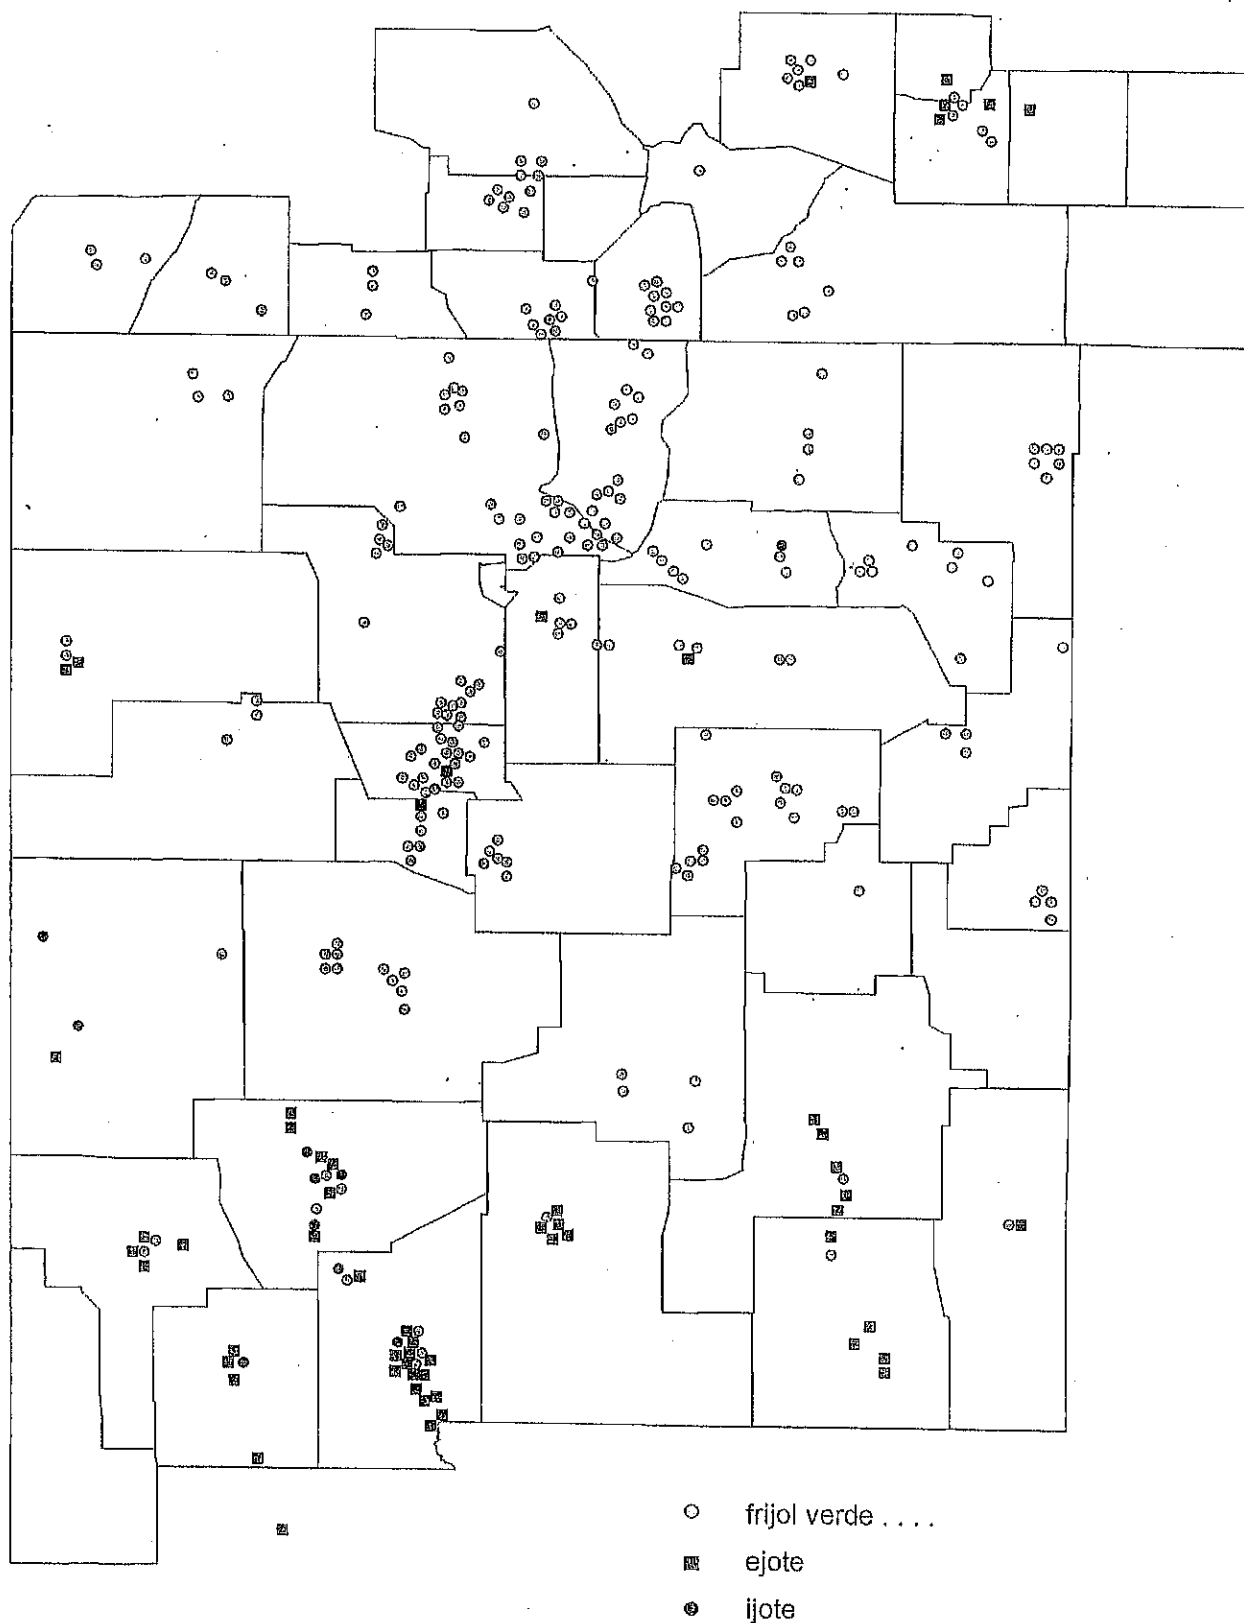 frijol verde . . . .
ejote
ijote